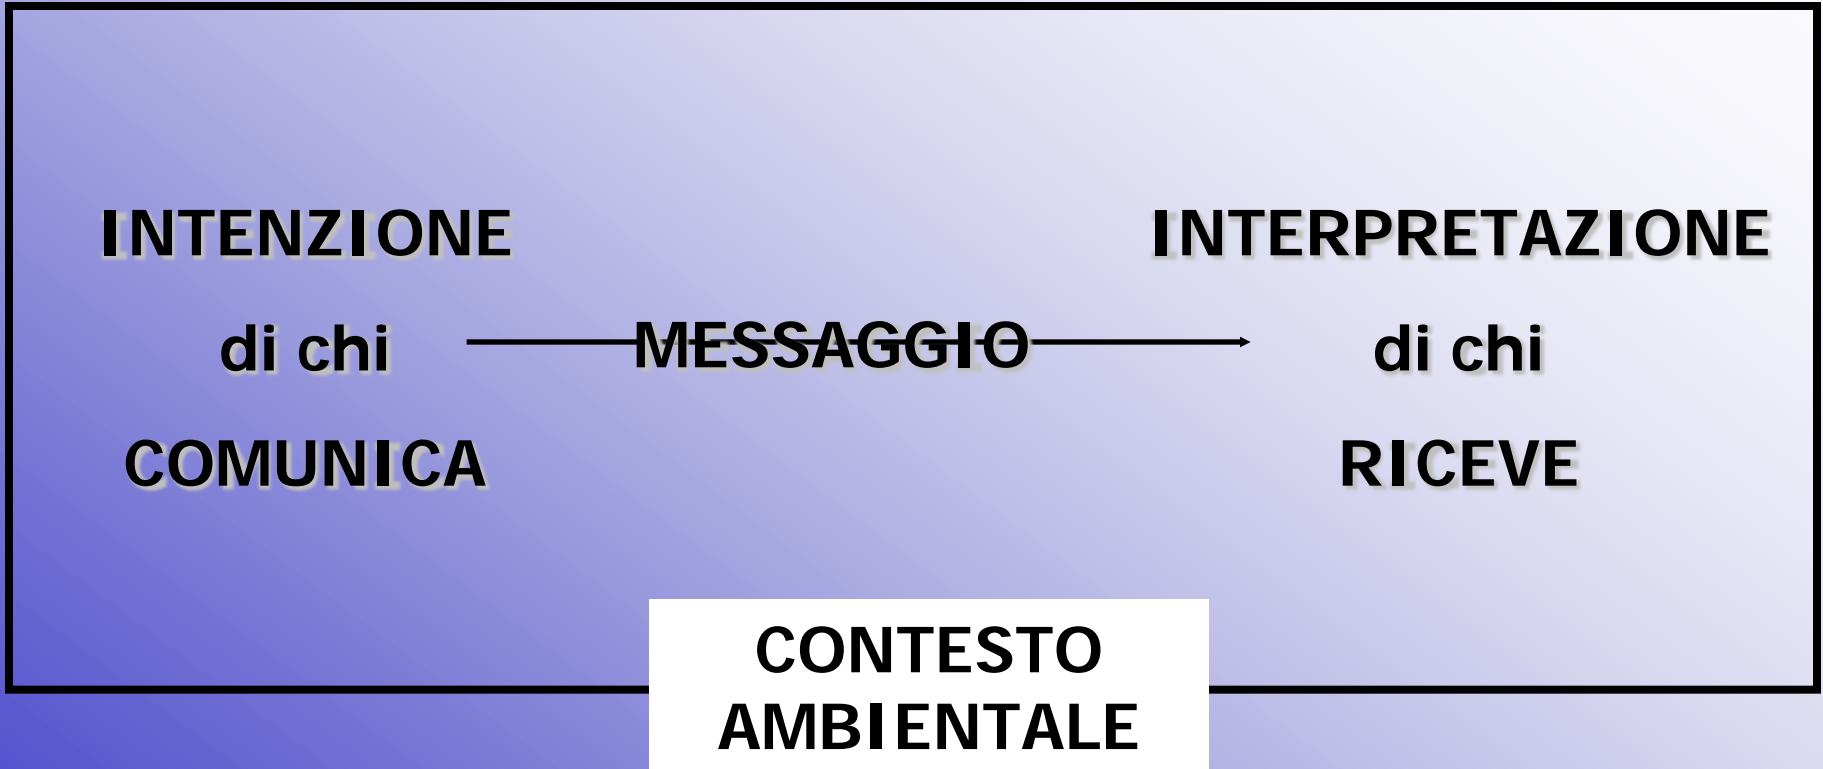 INTENZIONE
di chi
COMUNICA
MESSAGGIO
INTERPRETAZIONE
di chi
RICEVE
CONTESTO
AMBIENTALE